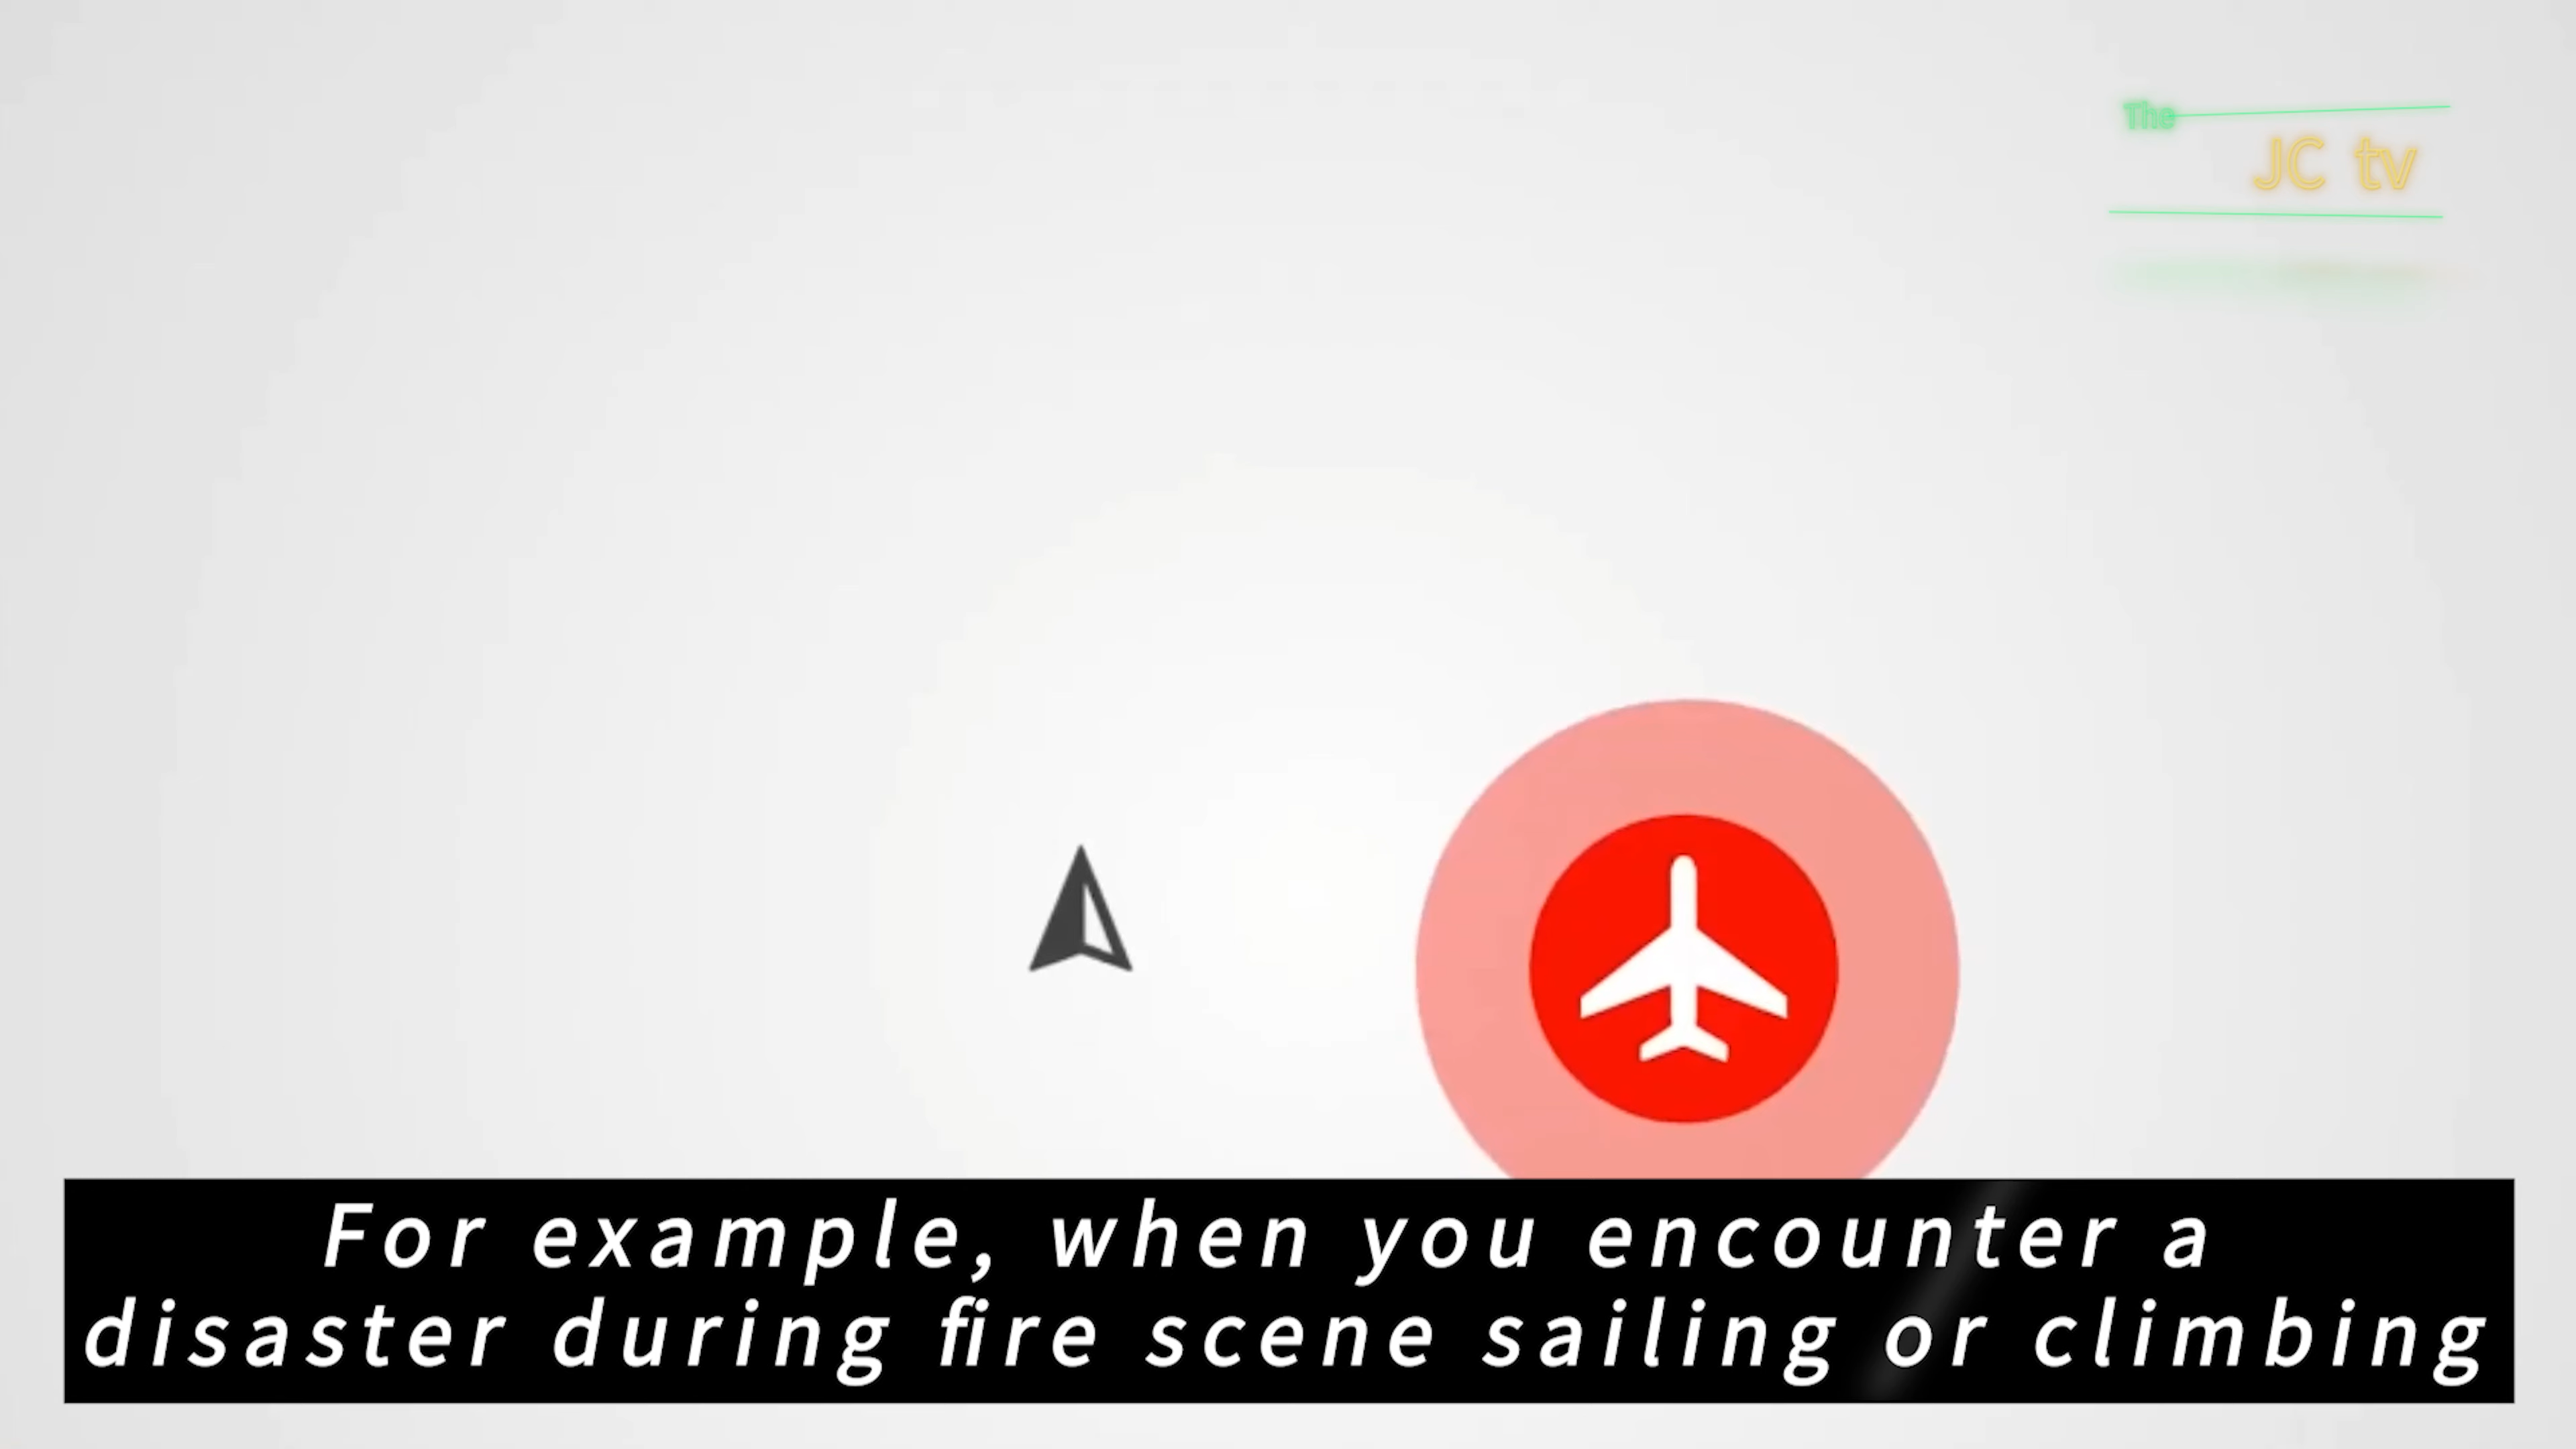 The
JC tv
For example, when you encounter a
disaster during fire scene sailing or climbing